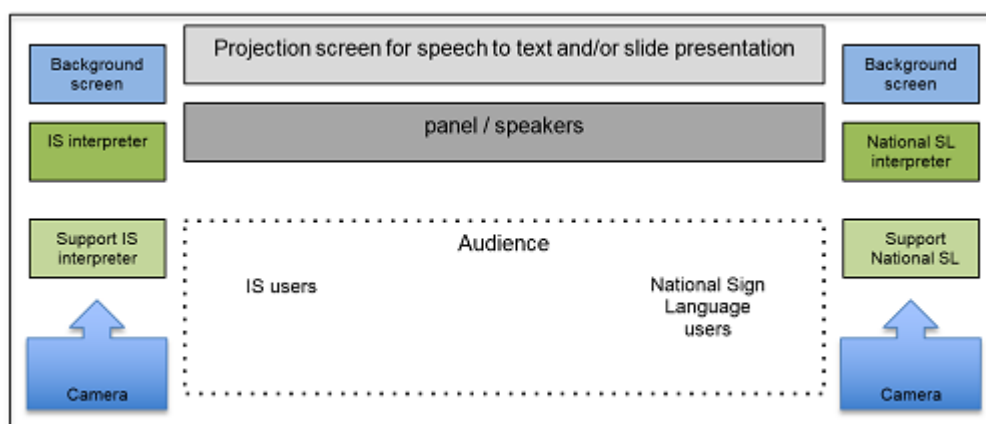 Projection screen for speech to text and/or slide presentation
Background
screen
Background
screen
panel / speakers
IS interpreter
National SL
interpreter
Support IS
interpreter
Audience
Support
National SL
IS users
National Sign
Language
users
Camera
Camera